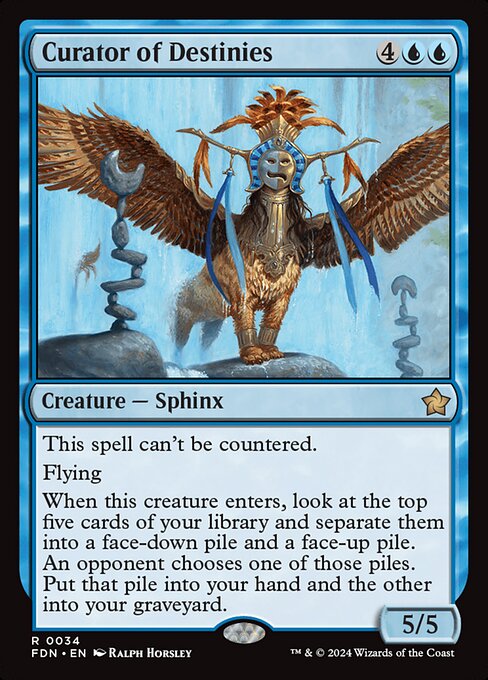 Curator of Destinies 4
Creature — Sphinx
This spell can't be countered.
Flying
When this creature enters, look at the top
five cards of your library and separate them
into a face-down pile and a face-up pile.
An opponent chooses one of those piles.
Put that pile into your hand and the other
into your graveyard.
5/5
R 0034
FDN • EN Ralph Horsley
™ & © 2024 Wizards of the Coast